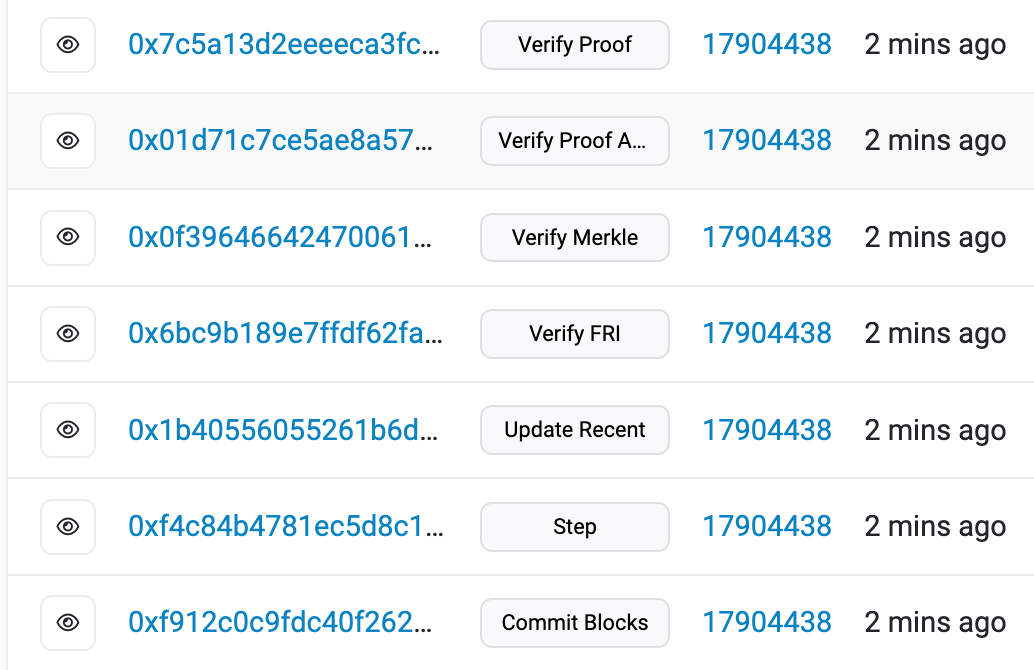 0x7c5a13d2eeeeca3fc... Verify Proof 17904438 2 mins ago
0x01d71c7ce5ae8a57... Verify Proof A... 17904438 2 mins ago
0x0f39646642470061... Verify Merkle 17904438 2 mins ago
0x6bc9b189e7ffdf62fa... Verify FRI 17904438 2 mins ago
0x1b40556055261b6d... Update Recent 17904438 2 mins ago
0xf4c84b4781ec5d8c1... Step 17904438 2 mins ago
0xf912c0c9fdc40f262... Commit Blocks 17904438 2 mins ago